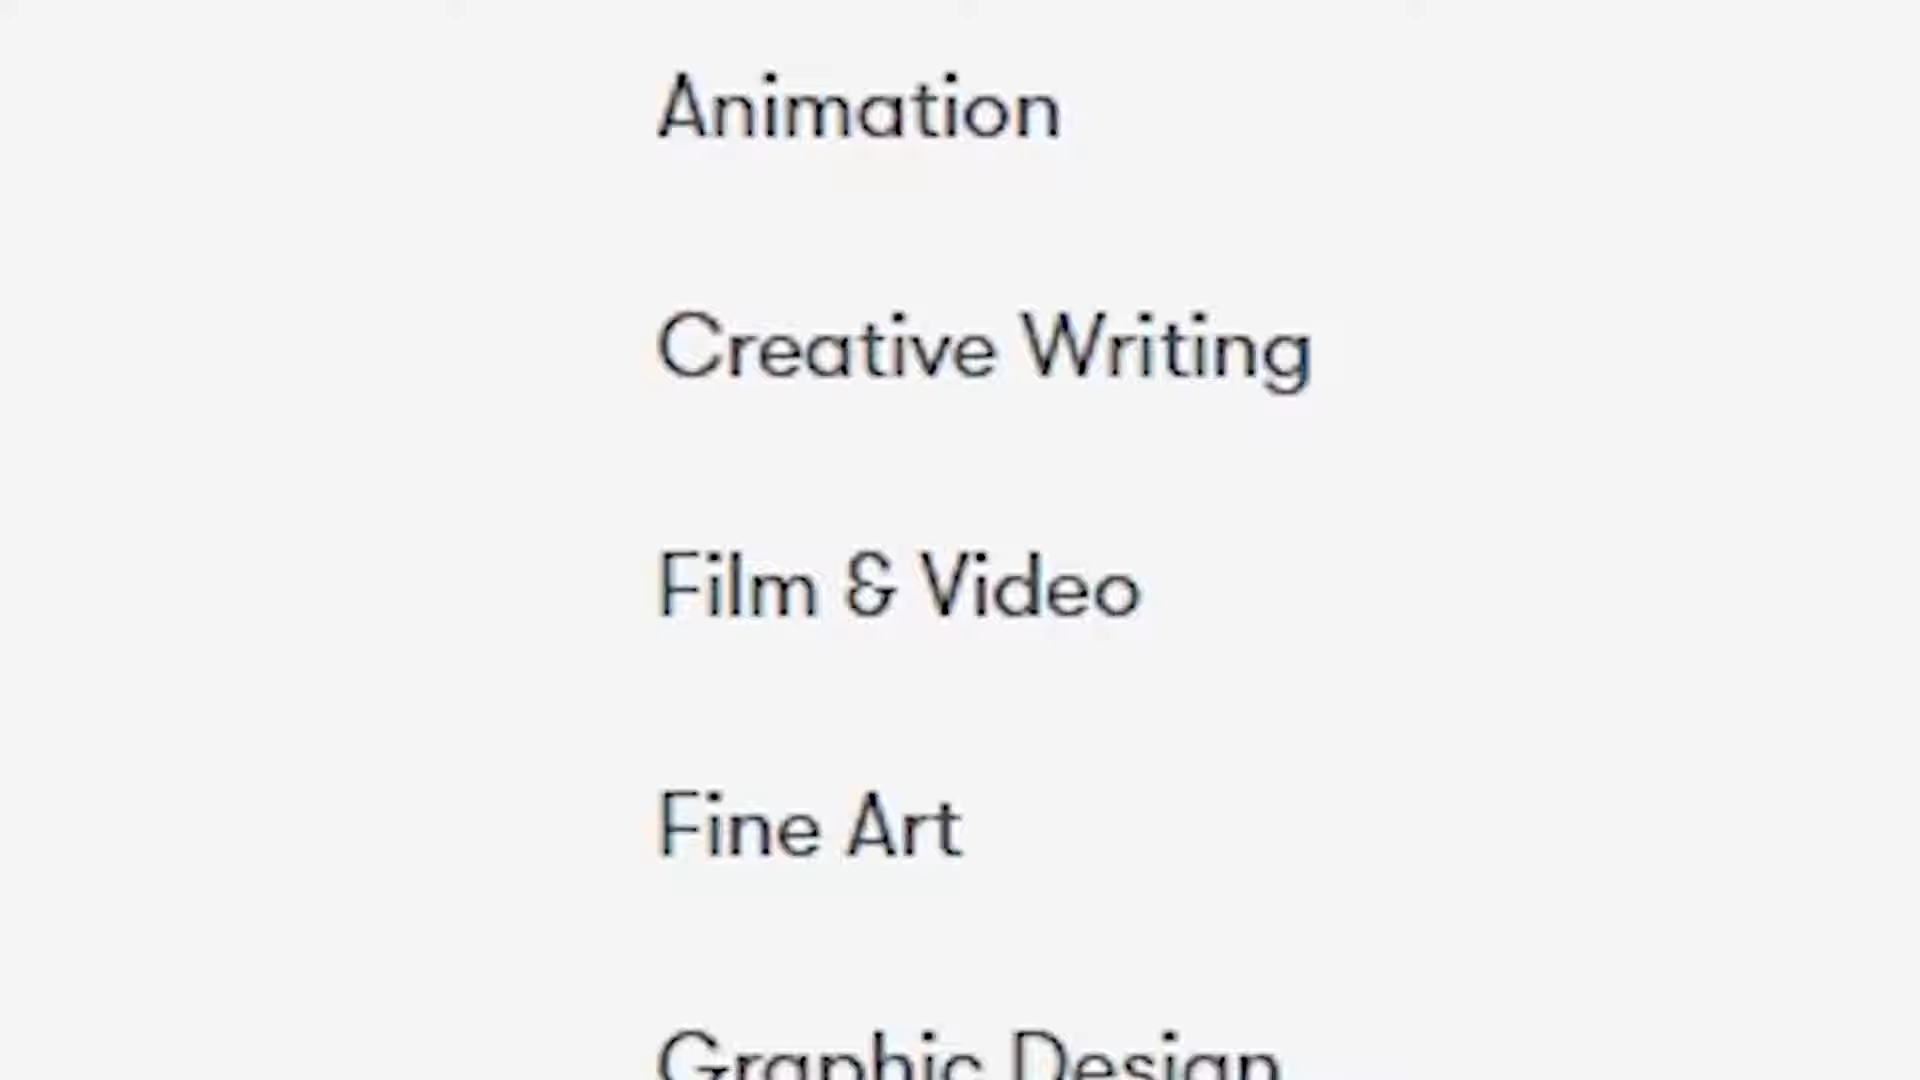 Animation
Creative Writing
Film & Video
Fine Art
Graphic Design